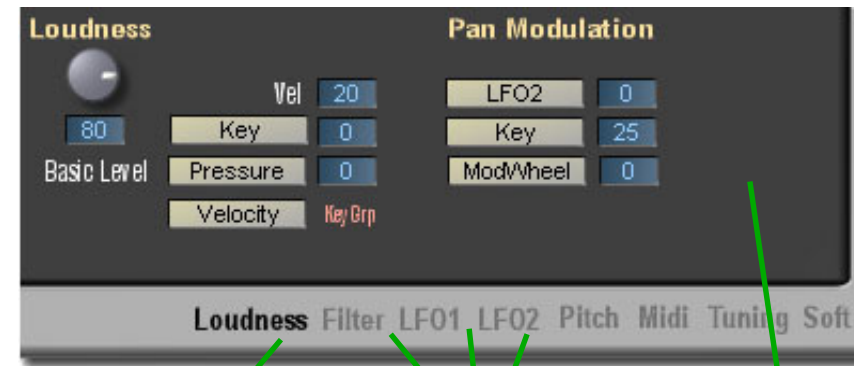 Loudness Pan Modulation
Vel 20 LFO2 0
80 Key 0 Key 25
Basic Level Pressure 0 ModWheel 0
Velocity Key Grp
Loudness Filter LFO1 LFO2 Pitch Midi Tuning Soft